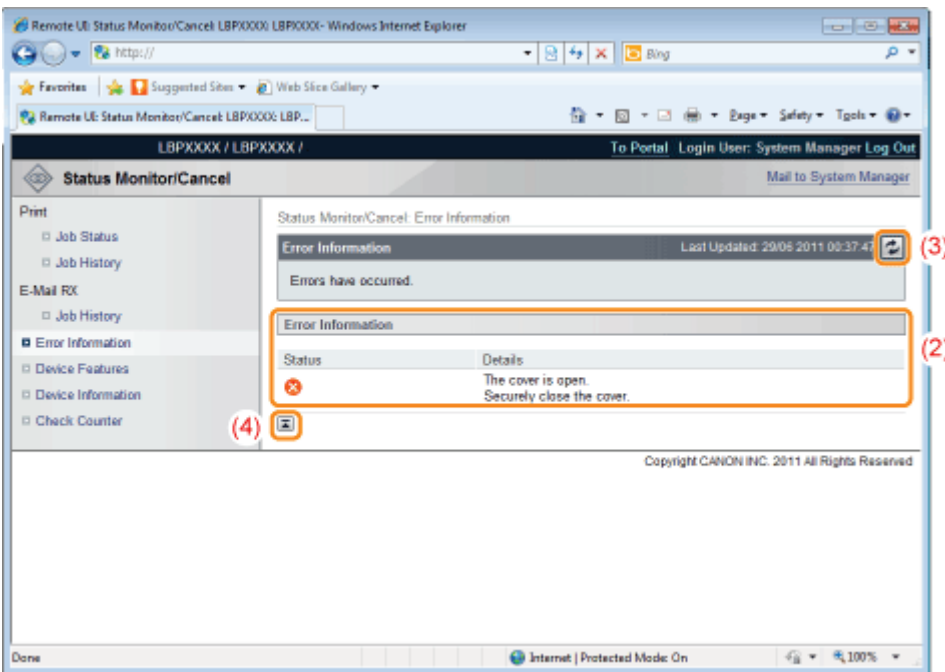 Remote UI: Status Monitor/Cancel: LBPXXXX: LBPXXXX- Windows Internet Explorer
http://
Bing
Favorites Suggested Sites Web Slice Gallery
Remote UI: Status Monitor/Cancel: LBPXXXX: LBP... Page Safety Tools
LBPXXXX / LBPXXXX / To Portal Login User: System Manager Log Out
Status Monitor/Cancel Mail to System Manager
Print
Job Status
Job History
E-Mail RX
Job History
Error Information
Device Features
Device Information
Check Counter
Status Monitor/Cancel: Error Information
Error Information Last Updated: 29/06 2011 00:37:47
(3)
Errors have occurred.
Error Information
(2)
Status Details
The cover is open.
Securely close the cover.
(4)
Copyright CANON INC. 2011 All Rights Reserved
Done Internet | Protected Mode: On 100%